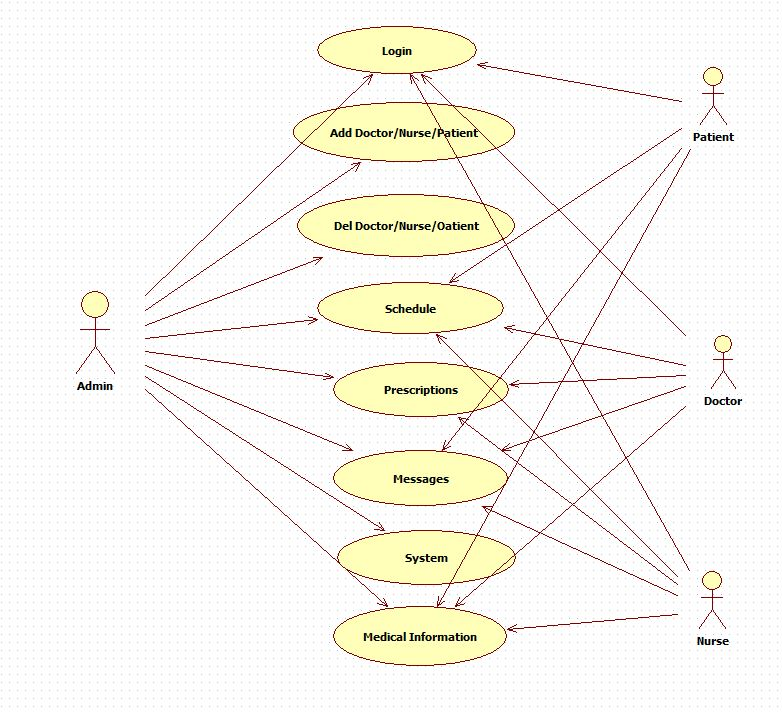 Login
Patient
Add Doctor/Nurse/Patient
Del Doctor/Nurse/Oatient
Schedule
Admin
Prescriptions
Doctor
Messages
System
Medical Information
Nurse